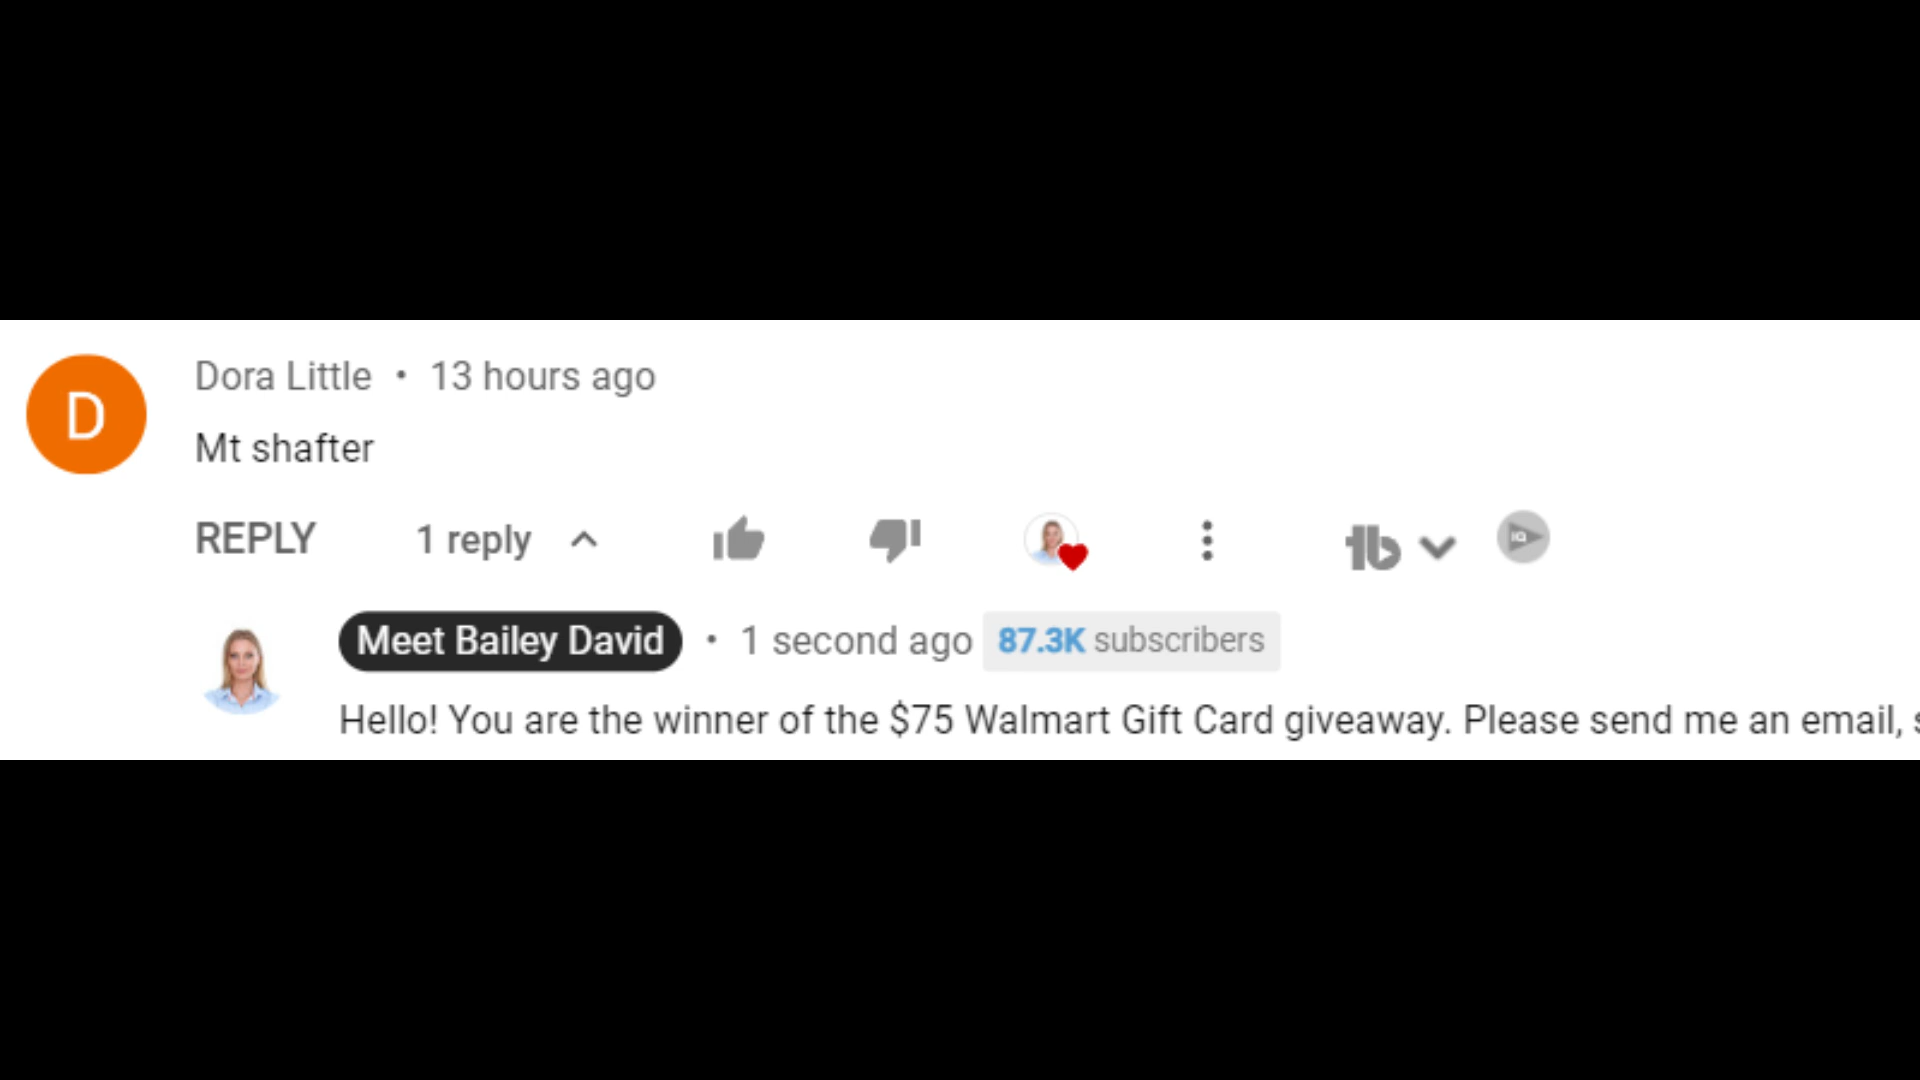 D
Dora Little • 13 hours ago
Mt shafter
REPLY 1 reply
Meet Bailey David • 1 second ago 87.3K subscribers
Hello! You are the winner of the $75 Walmart Gift Card giveaway. Please send me an email,